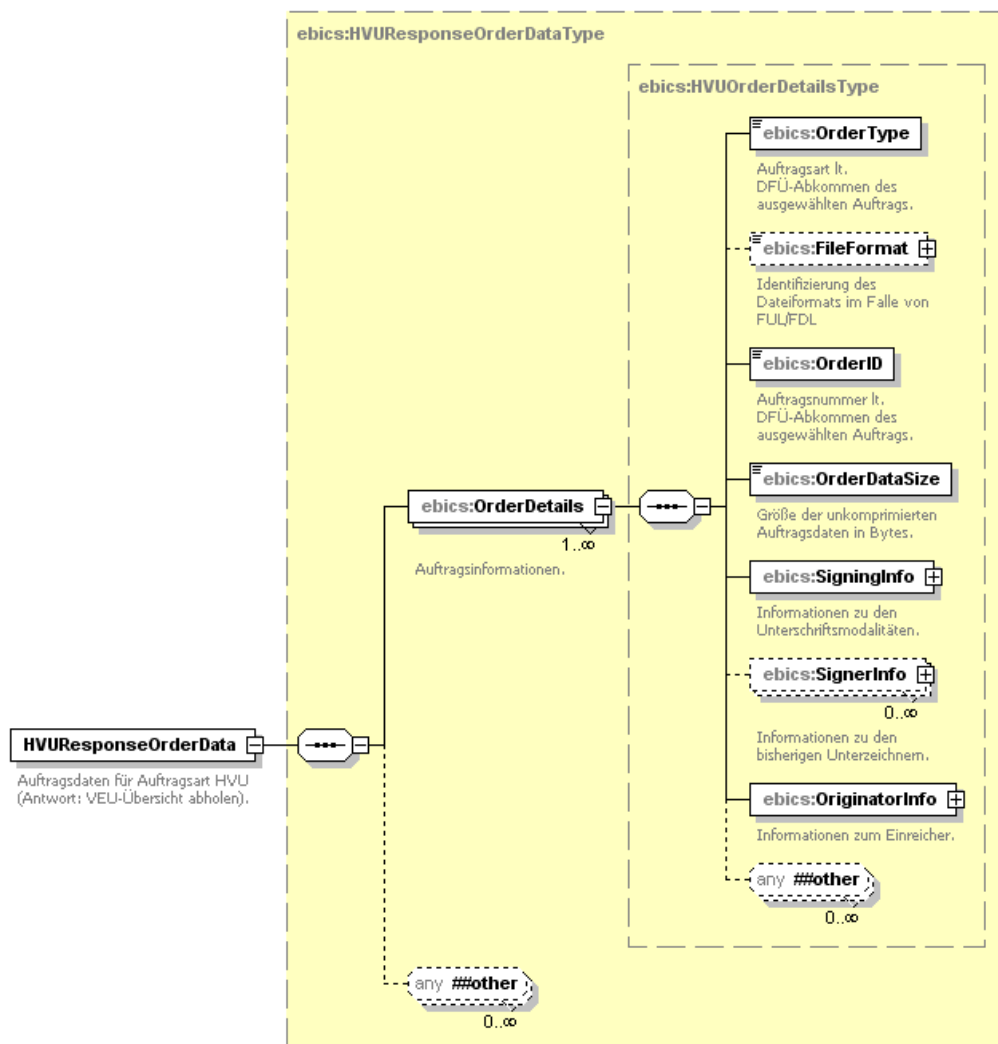 ebics:HVUResponseOrderDataType
ebics:HVUOrderDetailsType
ebics:OrderType
Auftragsart lt.
DFÜ-Abkommen des
ausgewählten Auftrags.
ebics:FileFormat
Identifizierung des
Dateiformats im Falle von
FUL/FDL
ebics:OrderID
Auftragsnummer lt.
DFÜ-Abkommen des
ausgewählten Auftrags.
ebics:OrderDetails
1..∞
Auftragsinformationen.
ebics:OrderDataSize
Größe der unkomprimierten
Auftragsdaten in Bytes.
ebics:SigningInfo
Informationen zu den
Unterschriftsmodalitäten.
ebics:SignerInfo
0..∞
Informationen zu den
bisherigen Unterzeichnern.
HVUResponseOrderData
Auftragsdaten für Auftragsart HVU
(Antwort: VEU-Übersicht abholen).
ebics:OriginatorInfo
Informationen zum Einreicher.
any ##other
0..∞
any ##other
0..∞